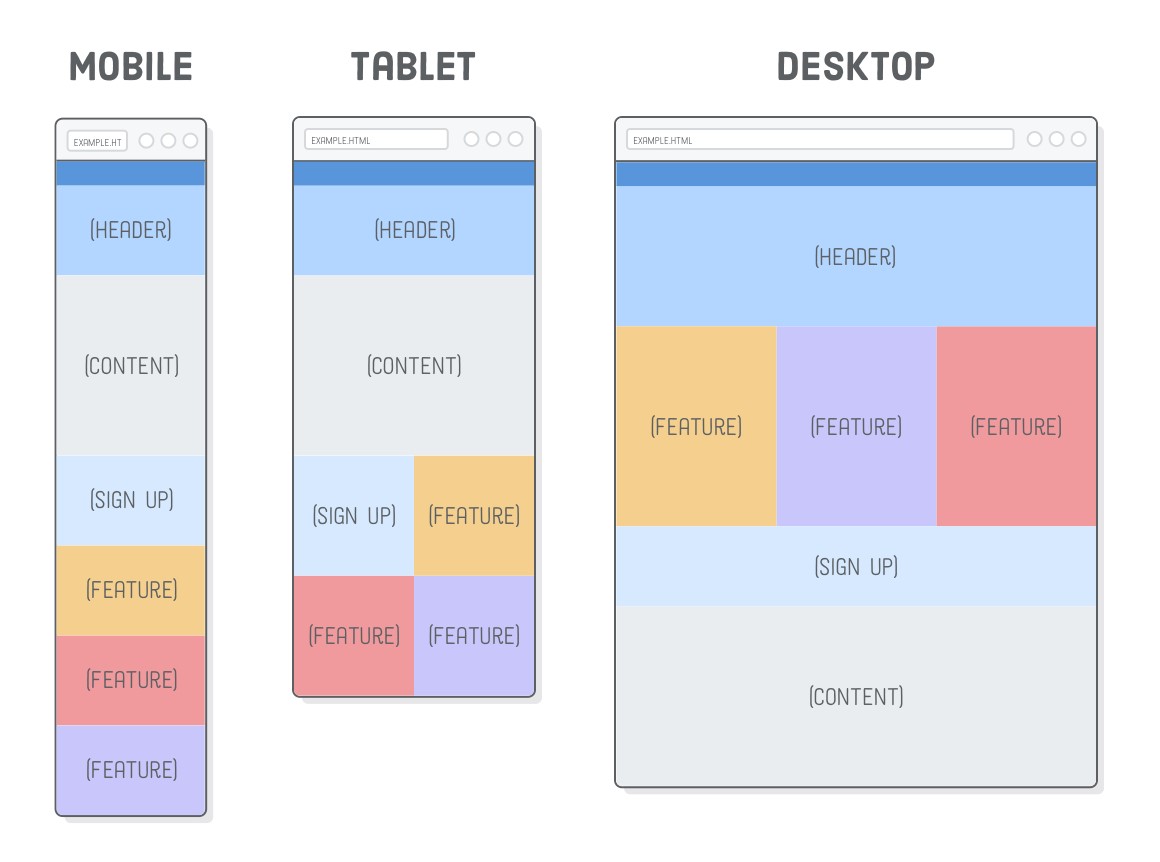 MOBILE
EXAMPLE.HT
(HEADER)
(CONTENT)
(SIGN UP)
(FEATURE)
(FEATURE)
(FEATURE)
TABLET
EXAMPLE.HTML
(HEADER)
(CONTENT)
(SIGN UP) (FEATURE)
(FEATURE) (FEATURE)
DESKTOP
EXAMPLE.HTML
(HEADER)
(FEATURE) (FEATURE) (FEATURE)
(SIGN UP)
(CONTENT)